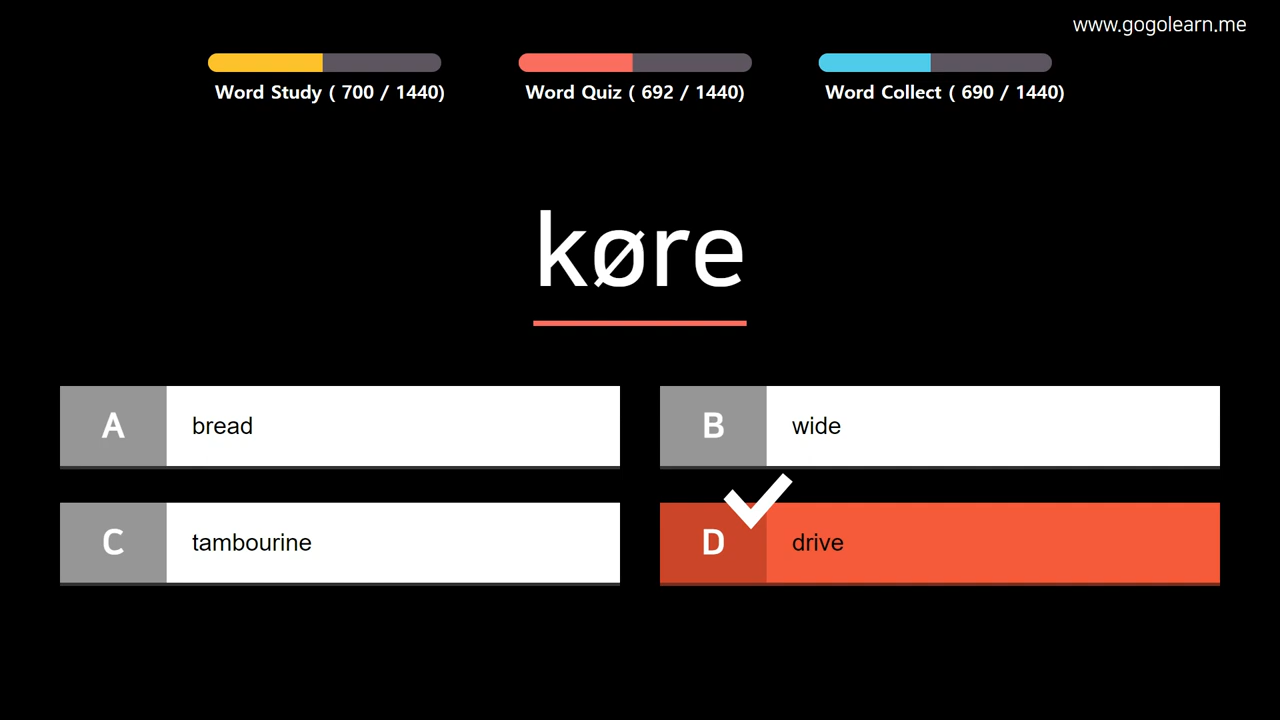 www.gogolearn.me
Word Study ( 700 / 1440)
Word Quiz ( 692 / 1440)
Word Collect ( 690 / 1440)
køre
A bread
B wide
C tambourine
D drive